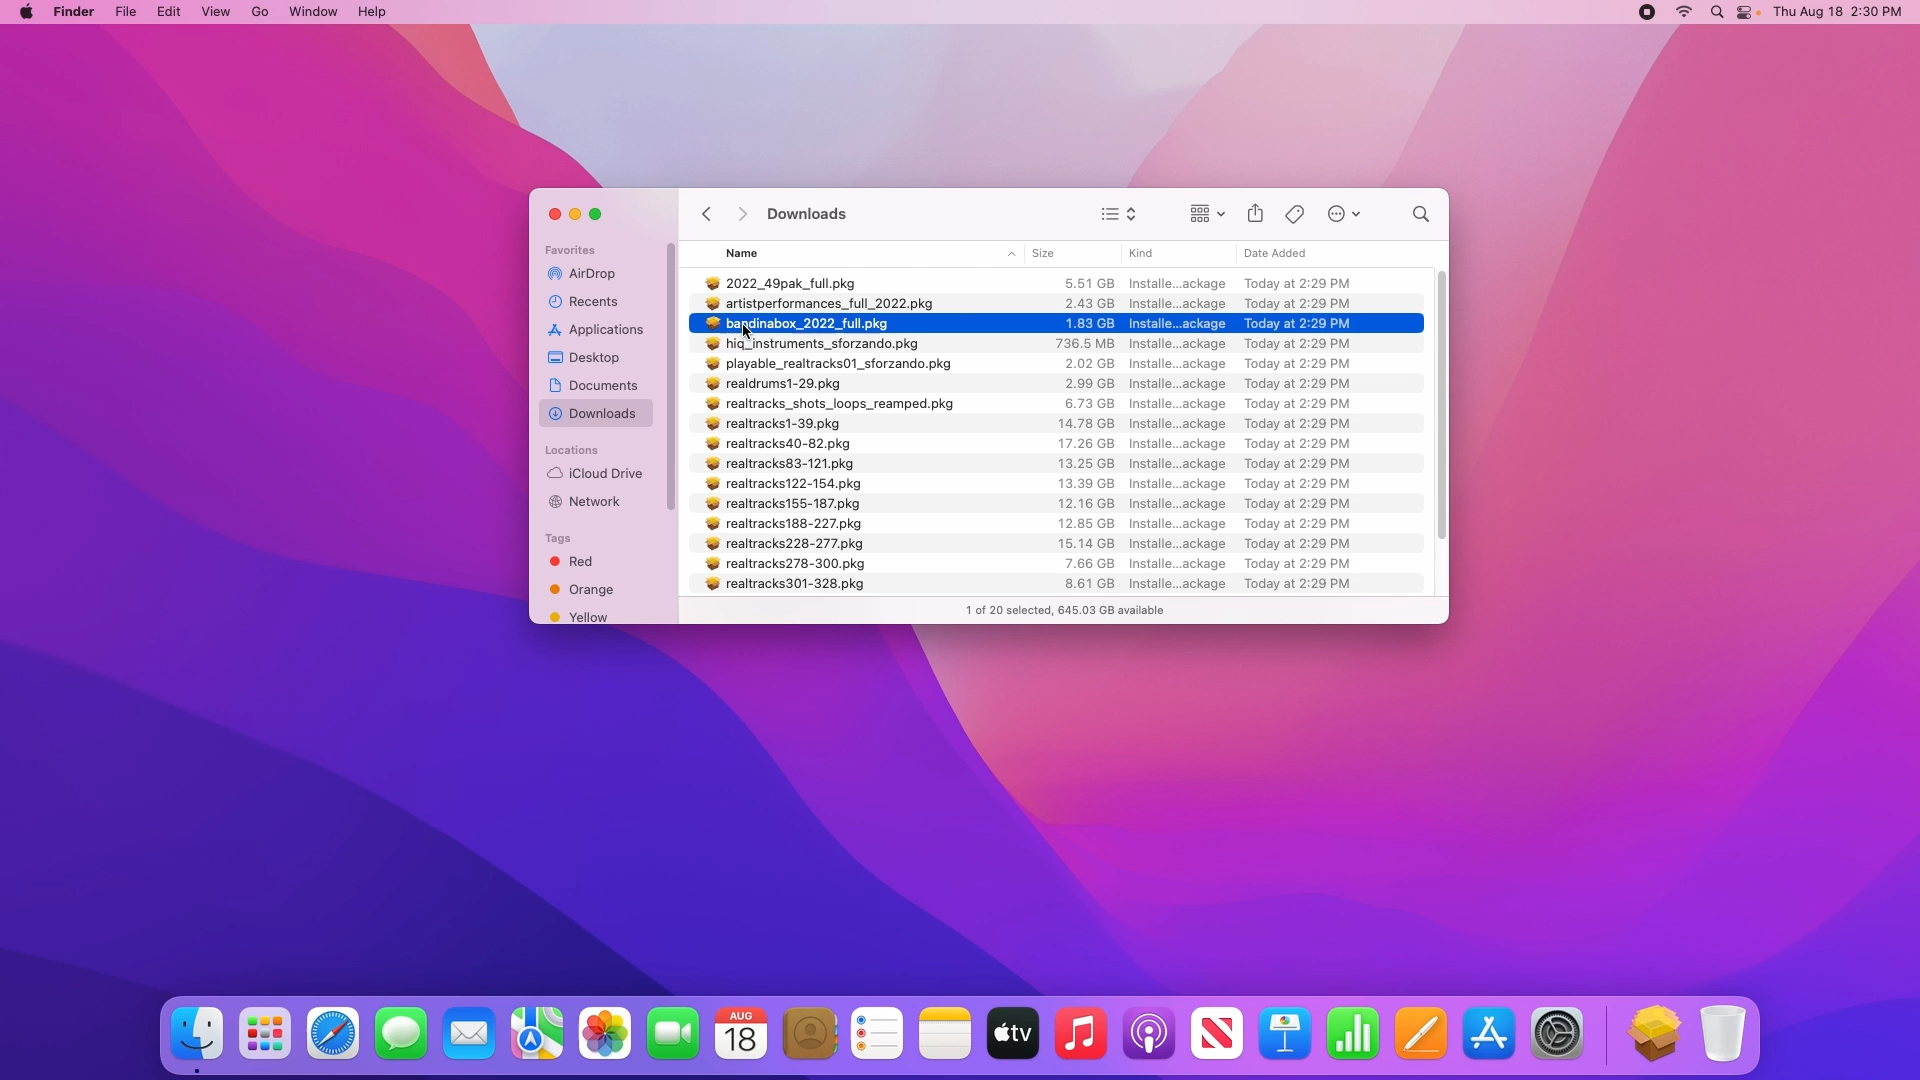 Finder File Edit View Go Window Help Thu Aug 18 2:30 PM
Downloads
Favorites
AirDrop
Recents
Applications
Desktop
Documents
Downloads
Locations
iCloud Drive
Network
Tags
Red
Orange
Yellow
Name Size Kind Date Added
2022_49pak_full.pkg 5.51 GB Installe...ackage Today at 2:29 PM
artistperformances_full_2022.pkg 2.43 GB Installe...ackage Today at 2:29 PM
bandinabox_2022_full.pkg 1.83 GB Installe...ackage Today at 2:29 PM
hiq_instruments_sforzando.pkg 736.5 MB Installe...ackage Today at 2:29 PM
playable_realtracks01_sforzando.pkg 2.02 GB Installe...ackage Today at 2:29 PM
realdrums1-29.pkg 2.99 GB Installe...ackage Today at 2:29 PM
realtracks_shots_loops_reamped.pkg 6.73 GB Installe...ackage Today at 2:29 PM
realtracks1-39.pkg 14.78 GB Installe...ackage Today at 2:29 PM
realtracks40-82.pkg 17.26 GB Installe...ackage Today at 2:29 PM
realtracks83-121.pkg 13.25 GB Installe...ackage Today at 2:29 PM
realtracks122-154.pkg 13.39 GB Installe...ackage Today at 2:29 PM
realtracks155-187.pkg 12.16 GB Installe...ackage Today at 2:29 PM
realtracks188-227.pkg 12.85 GB Installe...ackage Today at 2:29 PM
realtracks228-277.pkg 15.14 GB Installe...ackage Today at 2:29 PM
realtracks278-300.pkg 7.66 GB Installe...ackage Today at 2:29 PM
realtracks301-328.pkg 8.61 GB Installe...ackage Today at 2:29 PM
1 of 20 selected, 645.03 GB available
AUG
18
tv